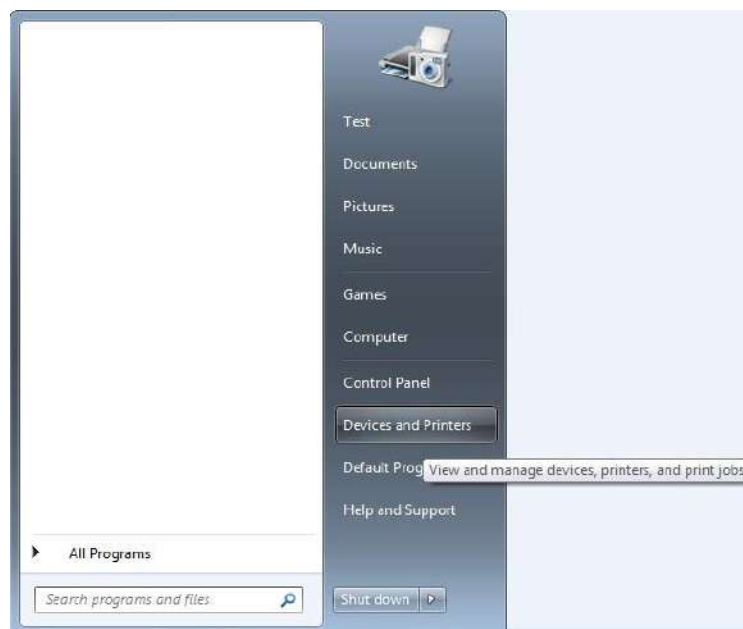 Test
Documents
Pictures
Music
Games
Computer
Control Panel
Devices and Printers
Default Prog
View and manage devices, printers, and print jobs
Help and Support
All Programs
Search programs and files
Shut down